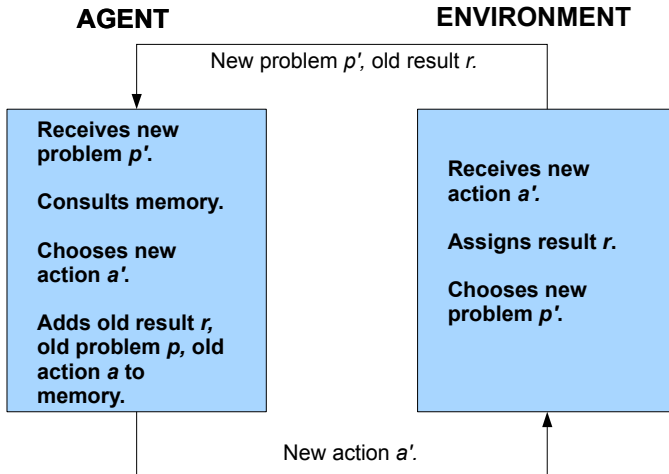 AGENT
ENVIRONMENT
New problem p', old result r.
Receives new
problem p'.
Consults memory.
Chooses new
action a'.
Adds old result r,
old problem p, old
action a to
memory.
Receives new
action a'.
Assigns result r.
Chooses new
problem p'.
New action a'.